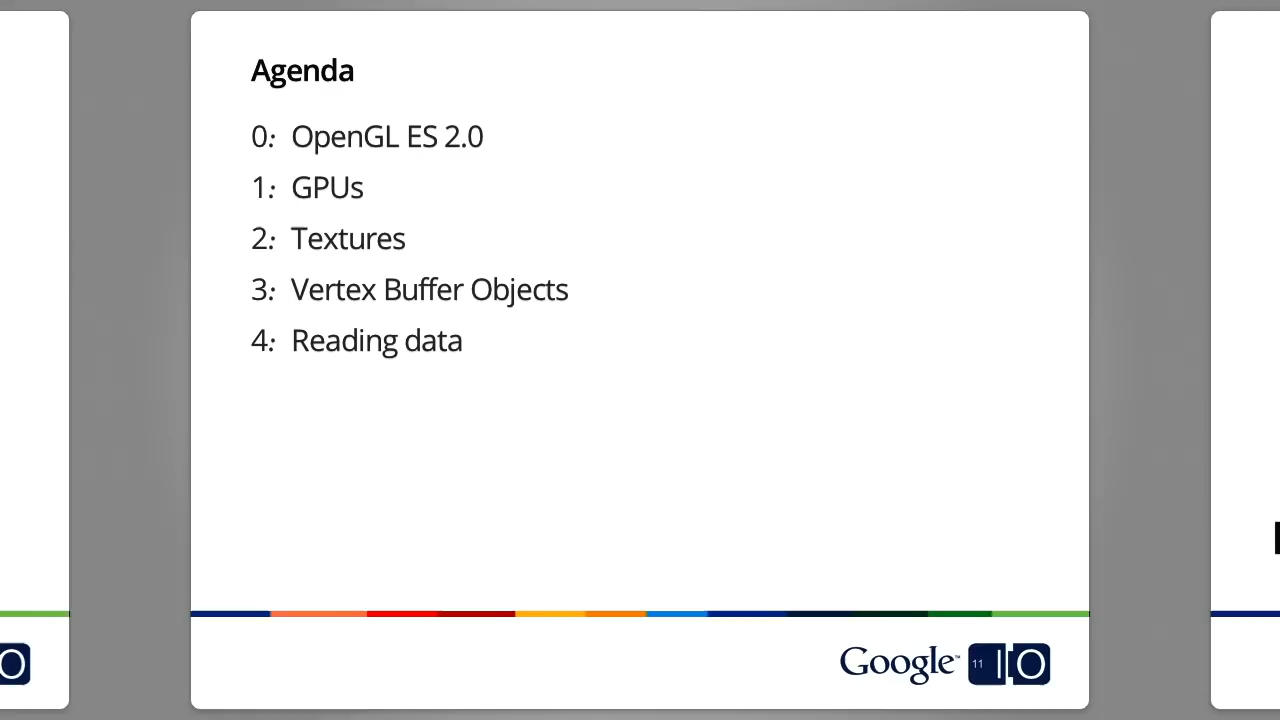 Agenda
0: OpenGL ES 2.0
1: GPUs
2: Textures
3: Vertex Buffer Objects
4: Reading data
O
Google™ 11 IO